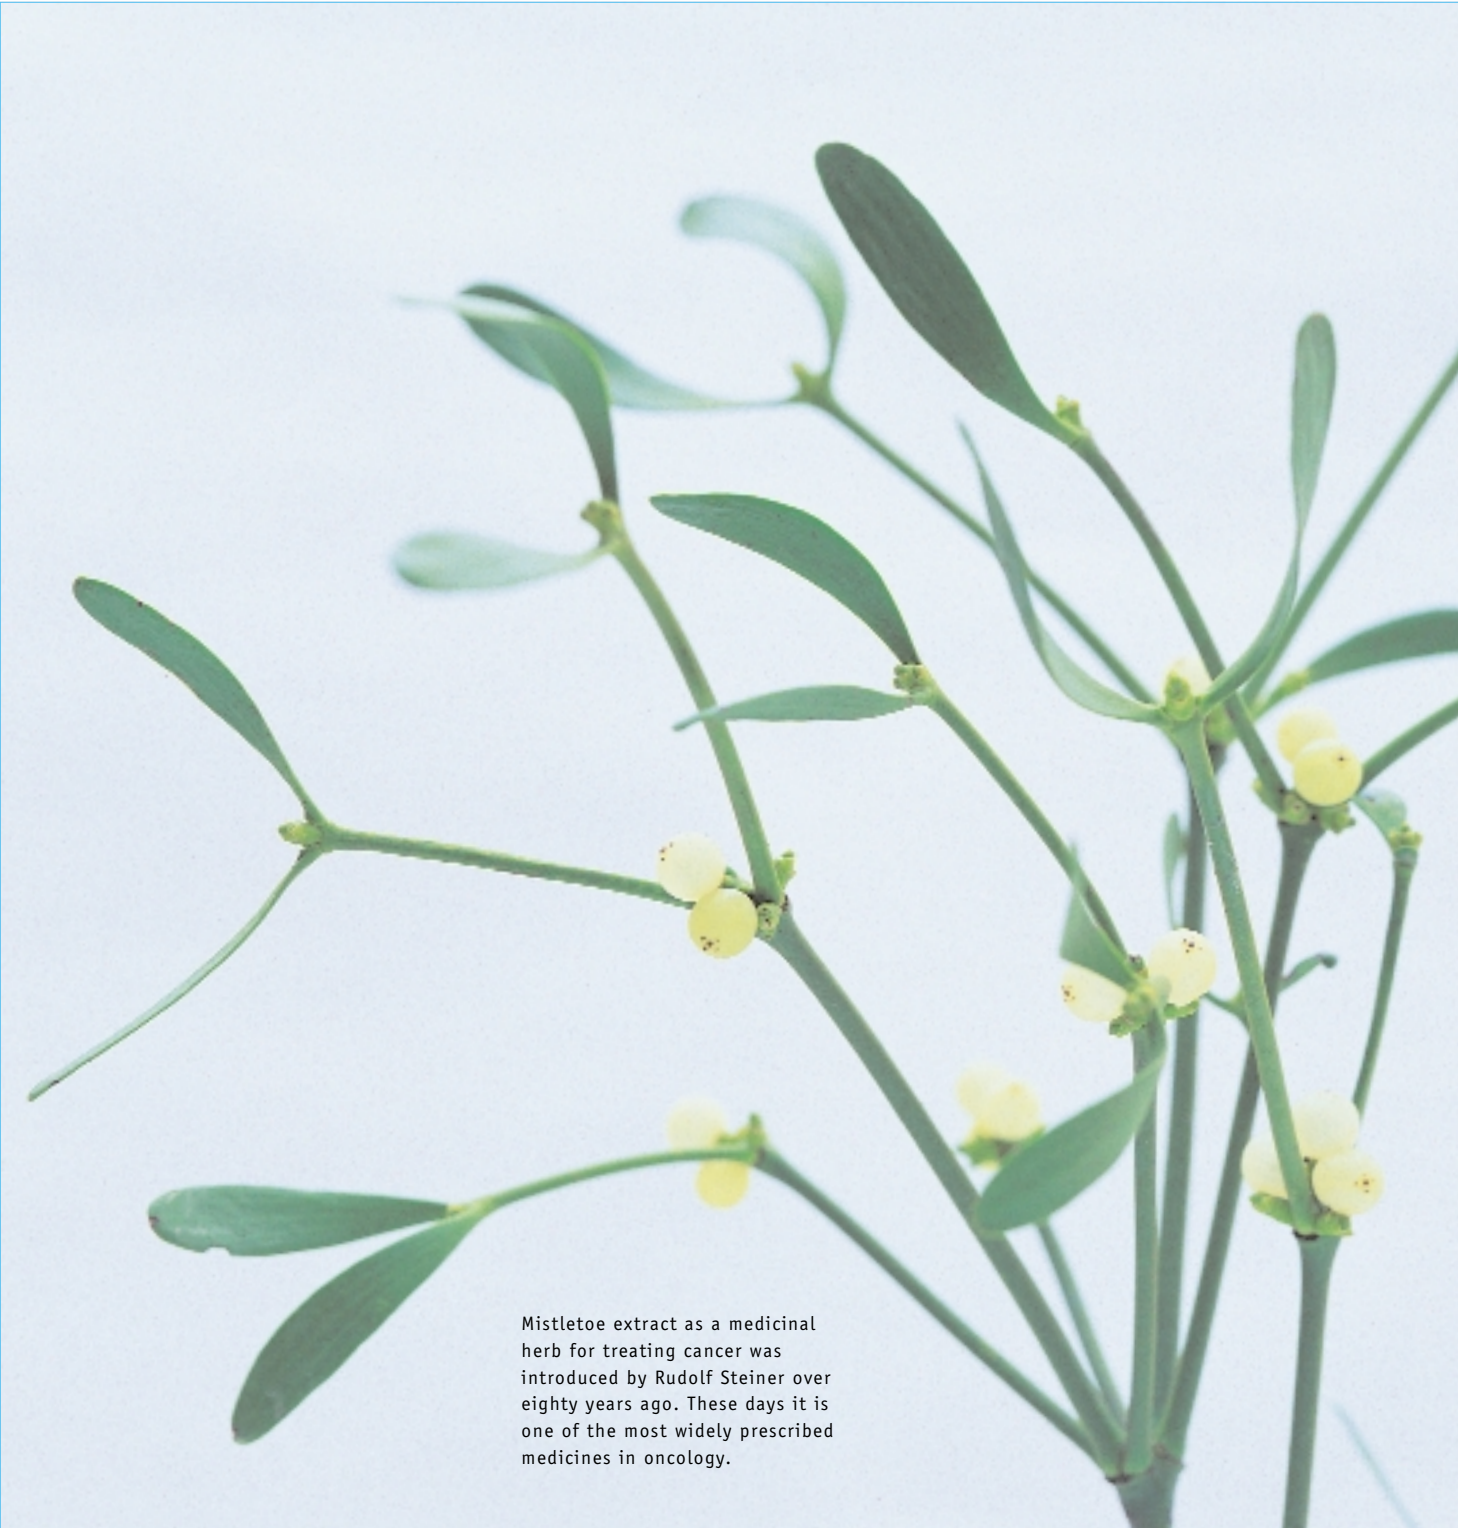 Mistletoe extract as a medicinal
herb for treating cancer was
introduced by Rudolf Steiner over
eighty years ago. These days it is
one of the most widely prescribed
medicines in oncology.